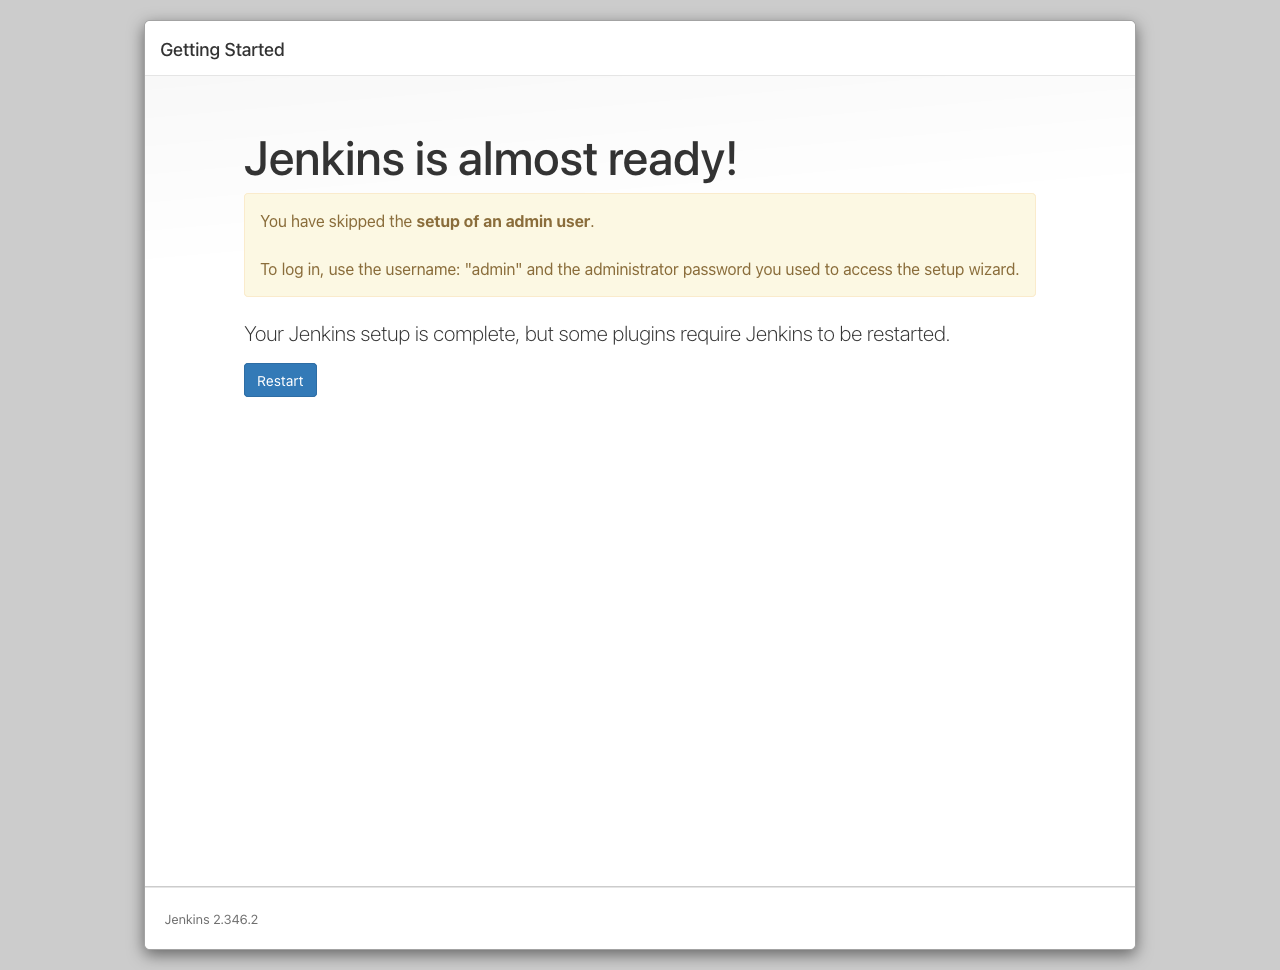 Getting Started
Jenkins is almost ready!
You have skipped the setup of an admin user.
To log in, use the username: "admin" and the administrator password you used to access the setup wizard.
Your Jenkins setup is complete, but some plugins require Jenkins to be restarted.
Restart
Jenkins 2.346.2